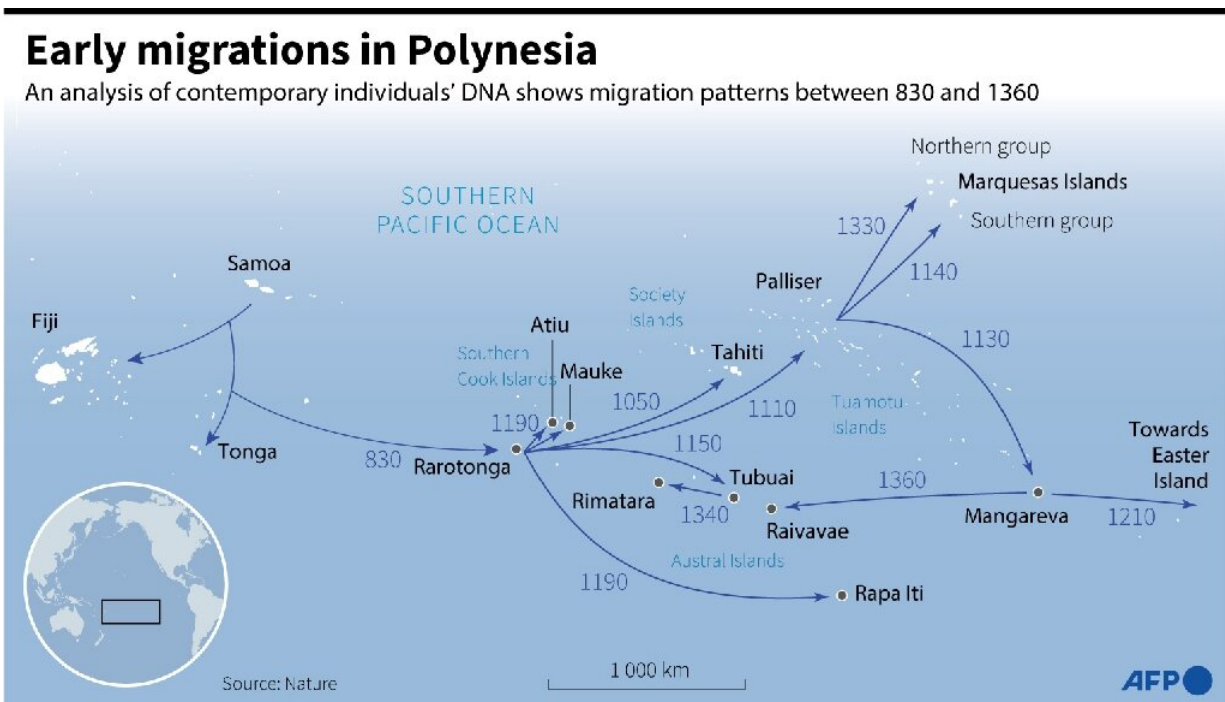 Early migrations in Polynesia
An analysis of contemporary individuals' DNA shows migration patterns between 830 and 1360
Northern group
Marquesas Islands
Southern group
SOUTHERN
PACIFIC OCEAN
1330
1140
Samoa
Palliser
Fiji
Society
Islands
Atiu
1130
Southern
Cook Islands
Mauke
Tahiti
1190
1050
1110
Tuamotu
Islands
Tonga
830
Rarotonga
1150
Towards
Easter
Island
Rimatara
Tubuai
1360
1340
Raivavae
Mangareva
1210
Austral Islands
1190
Rapa Iti
1 000 km
Source: Nature
AFP